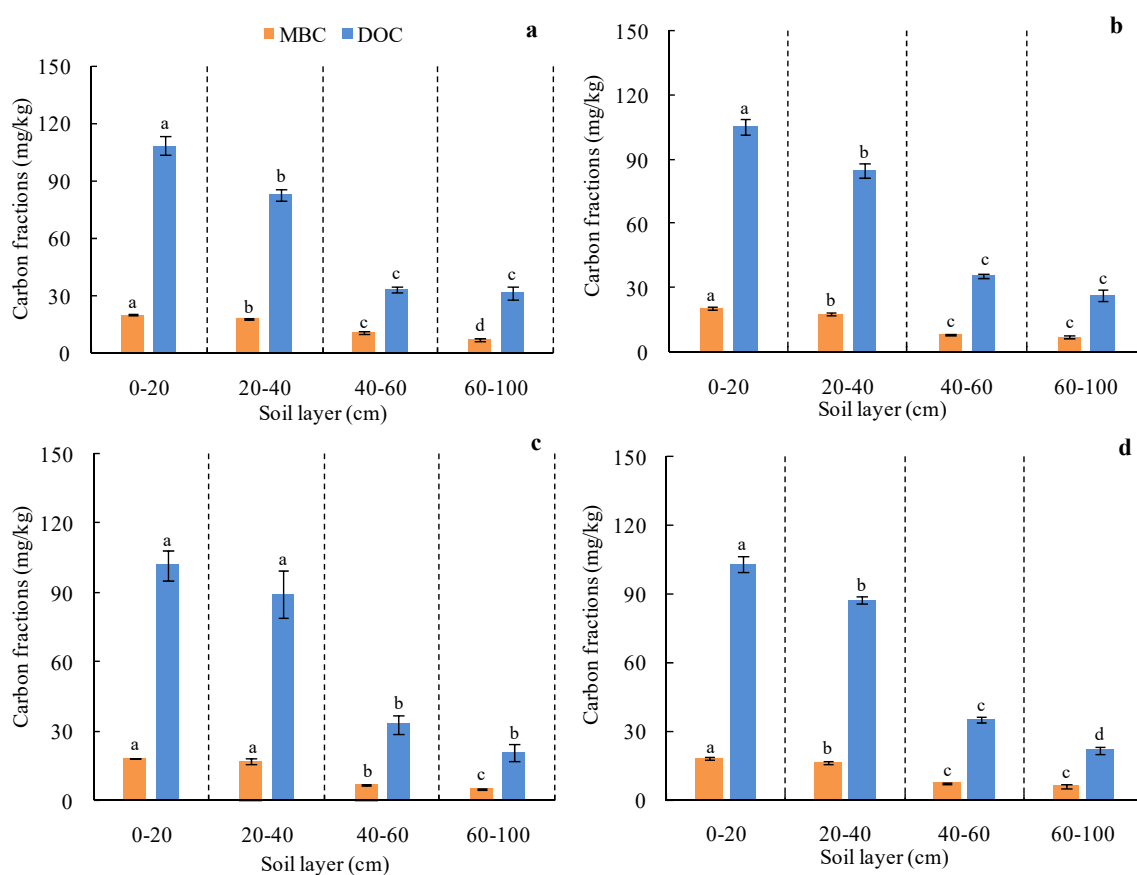 MBC DOC
a
Carbon fractions (mg/kg)
150
120
90
60
30
0
a a
b b
c c
d c
0-20 20-40 40-60 60-100
Soil layer (cm)
b
Carbon fractions (mg/kg)
150
120
90
60
30
0
a a
b b
c c
c c
0-20 20-40 40-60 60-100
Soil layer (cm)
c
Carbon fractions (mg/kg)
150
120
90
60
30
0
a a
a a
b b
c b
0-20 20-40 40-60 60-100
Soil layer (cm)
d
Carbon fractions (mg/kg)
150
120
90
60
30
0
a a
b b
c c
c d
0-20 20-40 40-60 60-100
Soil layer (cm)